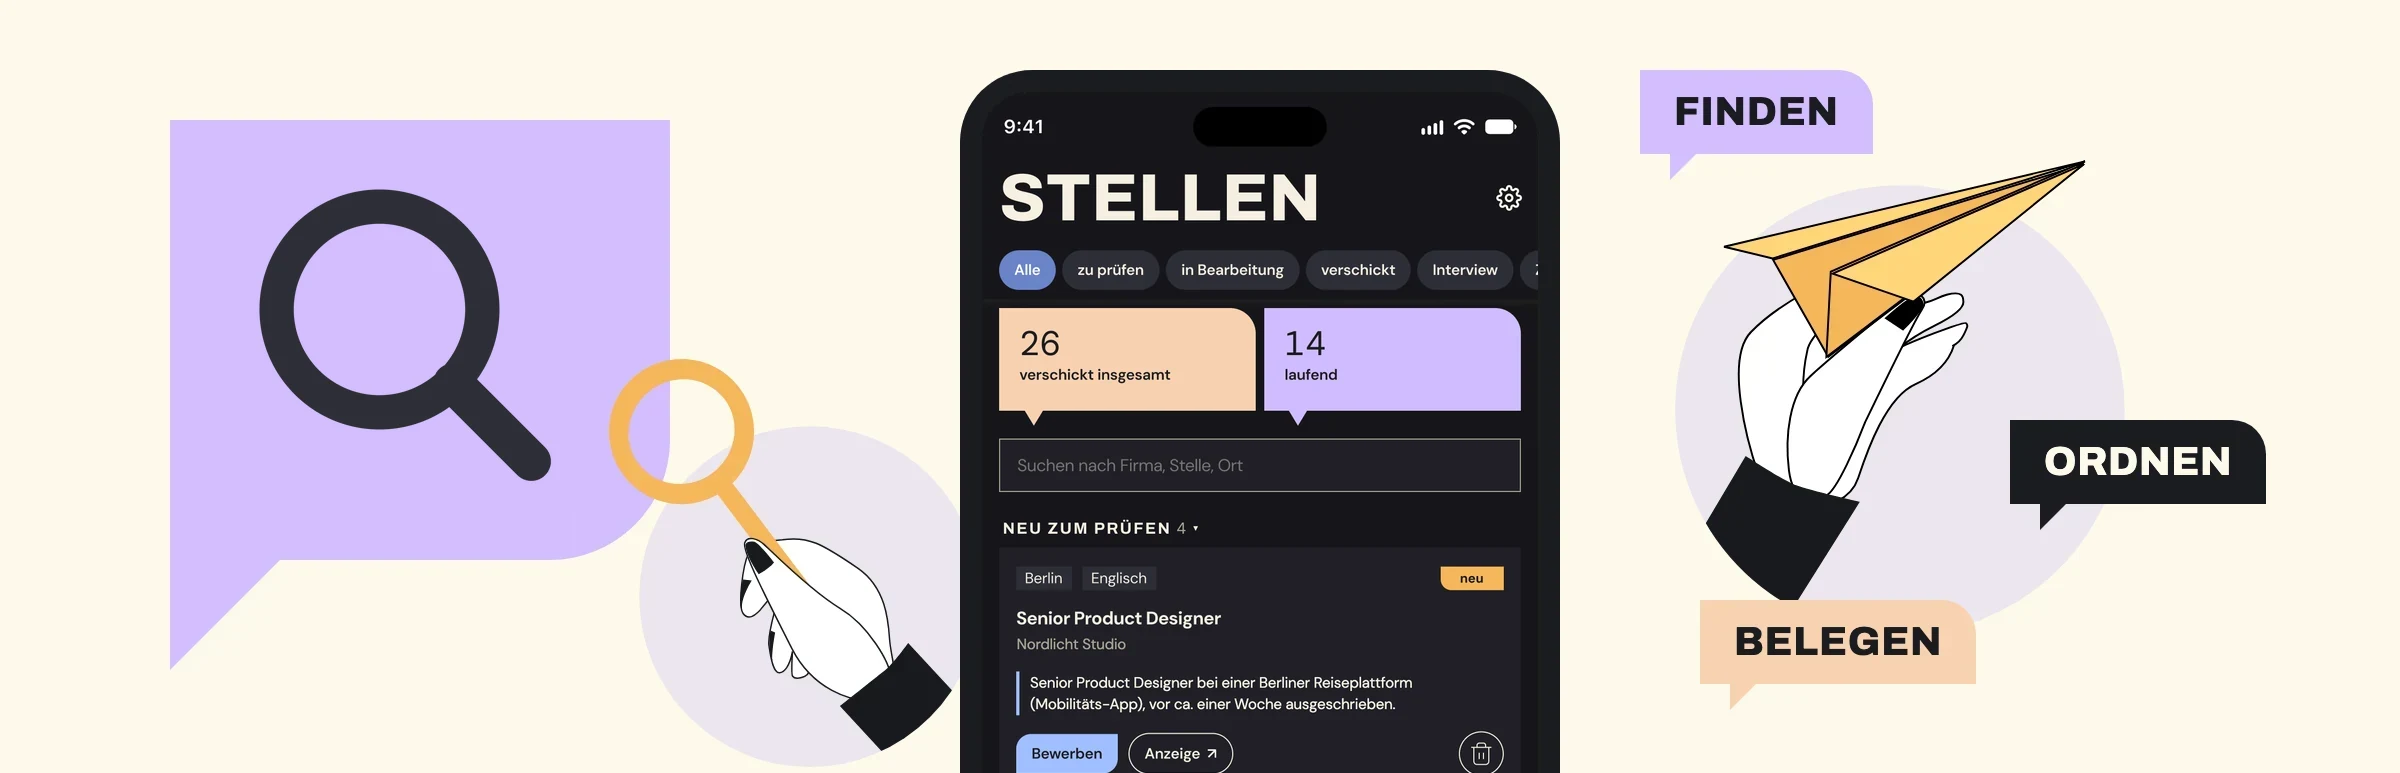 9:41
STELLEN
Alle zu prüfen in Bearbeitung verschickt Interview
26
verschickt insgesamt
14
laufend
Suchen nach Firma, Stelle, Ort
NEU ZUM PRÜFEN 4
Berlin Englisch neu
Senior Product Designer
Nordlicht Studio
Senior Product Designer bei einer Berliner Reiseplattform
(Mobilitäts-App), vor ca. einer Woche ausgeschrieben.
Bewerben Anzeige
FINDEN
ORDNEN
BELEGEN